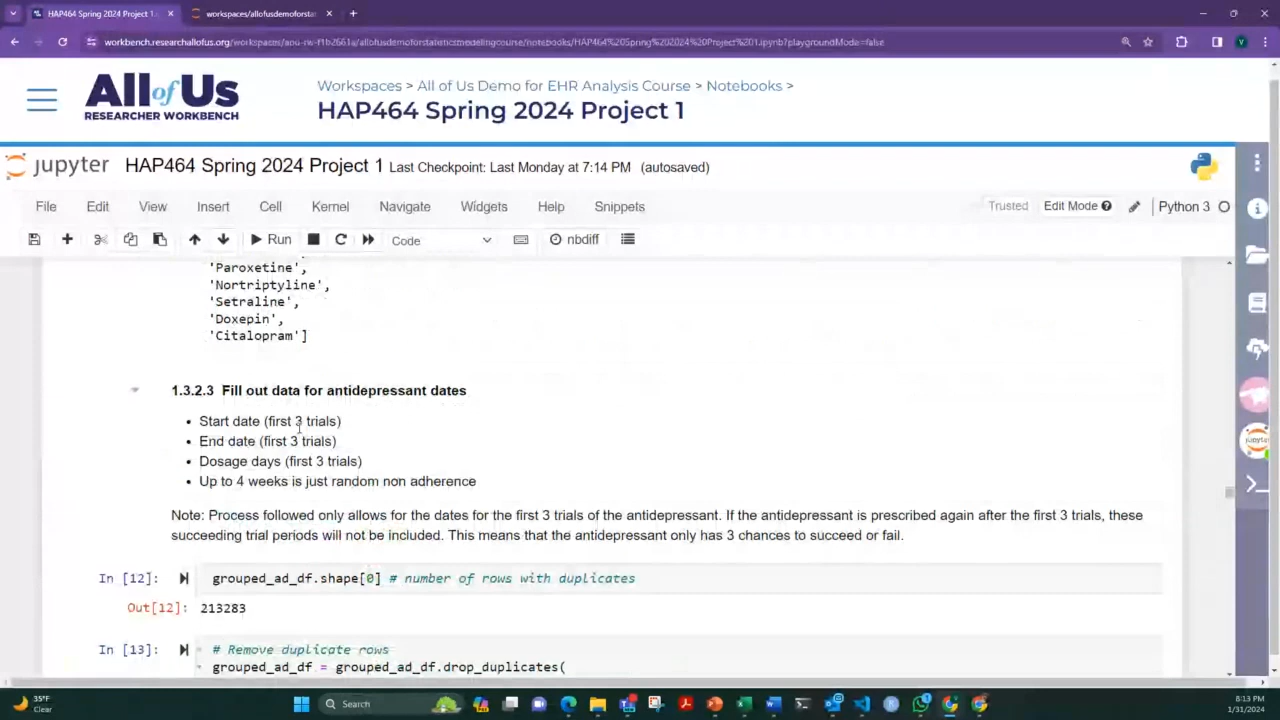 HAP464 Spring 2024 Project 1
workspaces/allofusdemoforstat
workbench.researchallofus.org/workspaces/aou-rw-f1b2661a/allofusdemoforstatisticmodelingcourse/notebooks/HAP464%20Spring%202024%20Project%201.ipynb?playgroundMode=false
All of Us
RESEARCHER WORKBENCH
Workspaces > All of Us Demo for EHR Analysis Course > Notebooks >
HAP464 Spring 2024 Project 1
jupyter HAP464 Spring 2024 Project 1 Last Checkpoint: Last Monday at 7:14 PM (autosaved)
File Edit View Insert Cell Kernel Navigate Widgets Help Snippets Trusted Edit Mode Python 3
Run Code nbdiff
'Paroxetine',
'Nortriptyline',
'Setraline',
'Doxepin',
'Citalopram']
1.3.2.3 Fill out data for antidepressant dates
• Start date (first 3 trials)
• End date (first 3 trials)
• Dosage days (first 3 trials)
• Up to 4 weeks is just random non adherence
Note: Process followed only allows for the dates for the first 3 trials of the antidepressant. If the antidepressant is prescribed again after the first 3 trials, these
succeeding trial periods will not be included. This means that the antidepressant only has 3 chances to succeed or fail.
In [12]: grouped_ad_df.shape[0] # number of rows with duplicates
Out[12]: 213283
In [13]: # Remove duplicate rows
grouped_ad_df = grouped_ad_df.drop_duplicates(
35°F
Clear
Search
8:13 PM
1/31/2024